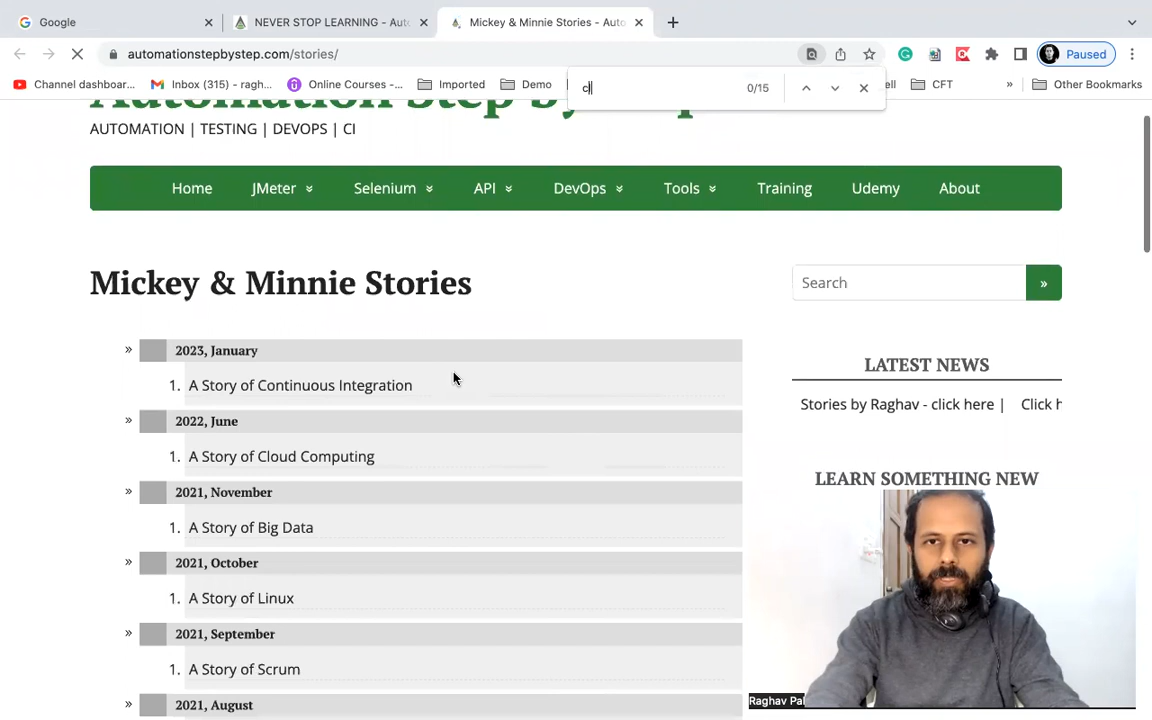 Google
NEVER STOP LEARNING - Auto
Mickey & Minnie Stories - Auto
automationstepbystep.com/stories/
Paused
Channel dashboar...
Inbox (315) - ragh...
Online Courses -...
Imported
Demo
ell
CFT
»
Other Bookmarks
cl
0/15
Automation Step by Step
AUTOMATION | TESTING | DEVOPS | CI
Home
JMeter
Selenium
API
DevOps
Tools
Training
Udemy
About
Mickey & Minnie Stories
Search
»
» 2023, January
1. A Story of Continuous Integration
» 2022, June
1. A Story of Cloud Computing
» 2021, November
1. A Story of Big Data
» 2021, October
1. A Story of Linux
» 2021, September
1. A Story of Scrum
» 2021, August
LATEST NEWS
Stories by Raghav - click here | Click h
LEARN SOMETHING NEW
Raghav Pal